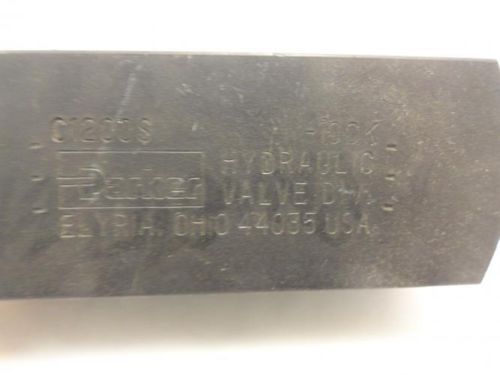 C1200S
Parker HYDRAULIC
VALVE DIV.
ELYRIA, OHIO 44035 USA